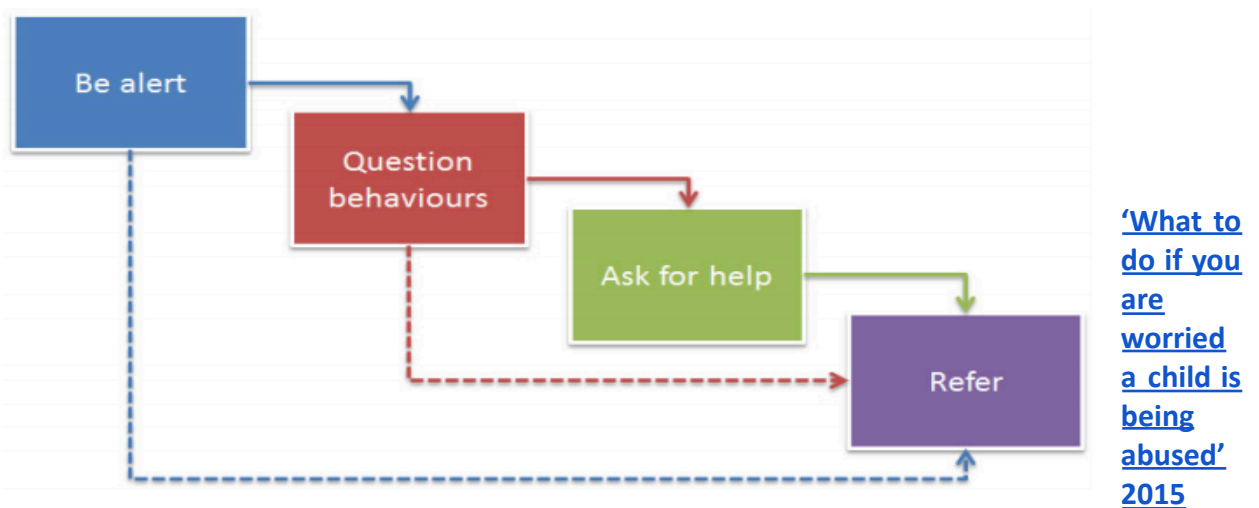 Be alert
Question
behaviours
Ask for help
Refer
‘What to
do if you
are
worried
a child is
being
abused’
2015